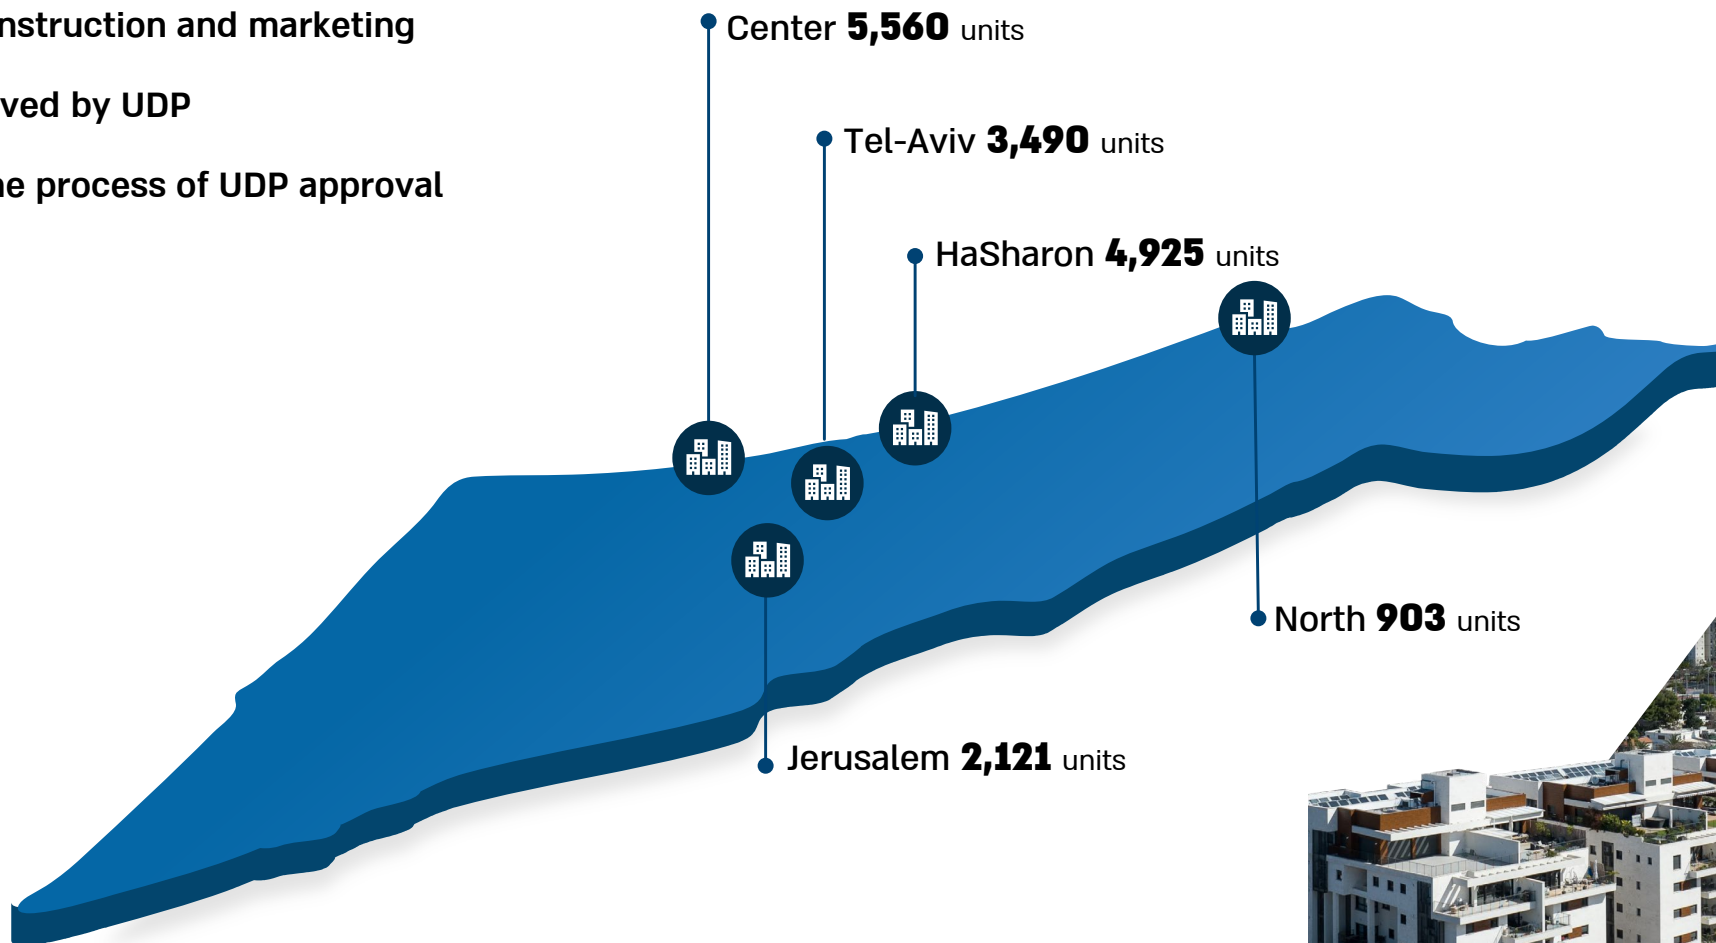 nstruction and marketing
ved by UDP
e process of UDP approval
Center 5,560 units
Tel-Aviv 3,490 units
HaSharon 4,925 units
North 903 units
Jerusalem 2,121 units